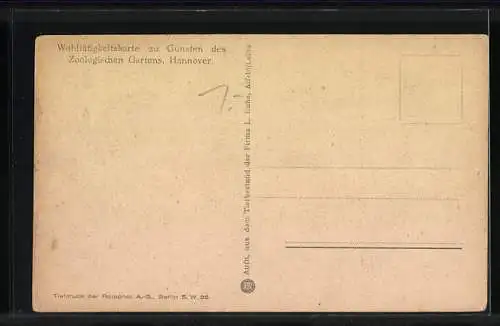 Wohltätigkeitskarte zu Gunsten des
Zoologischen Gartens, Hannover.
1.-
Aufn. aus dem Tierbestand der Firma L. Ruhe, Alfeld/Leine
Tiefdruck der Rotophot A.-G., Berlin S. W. 68